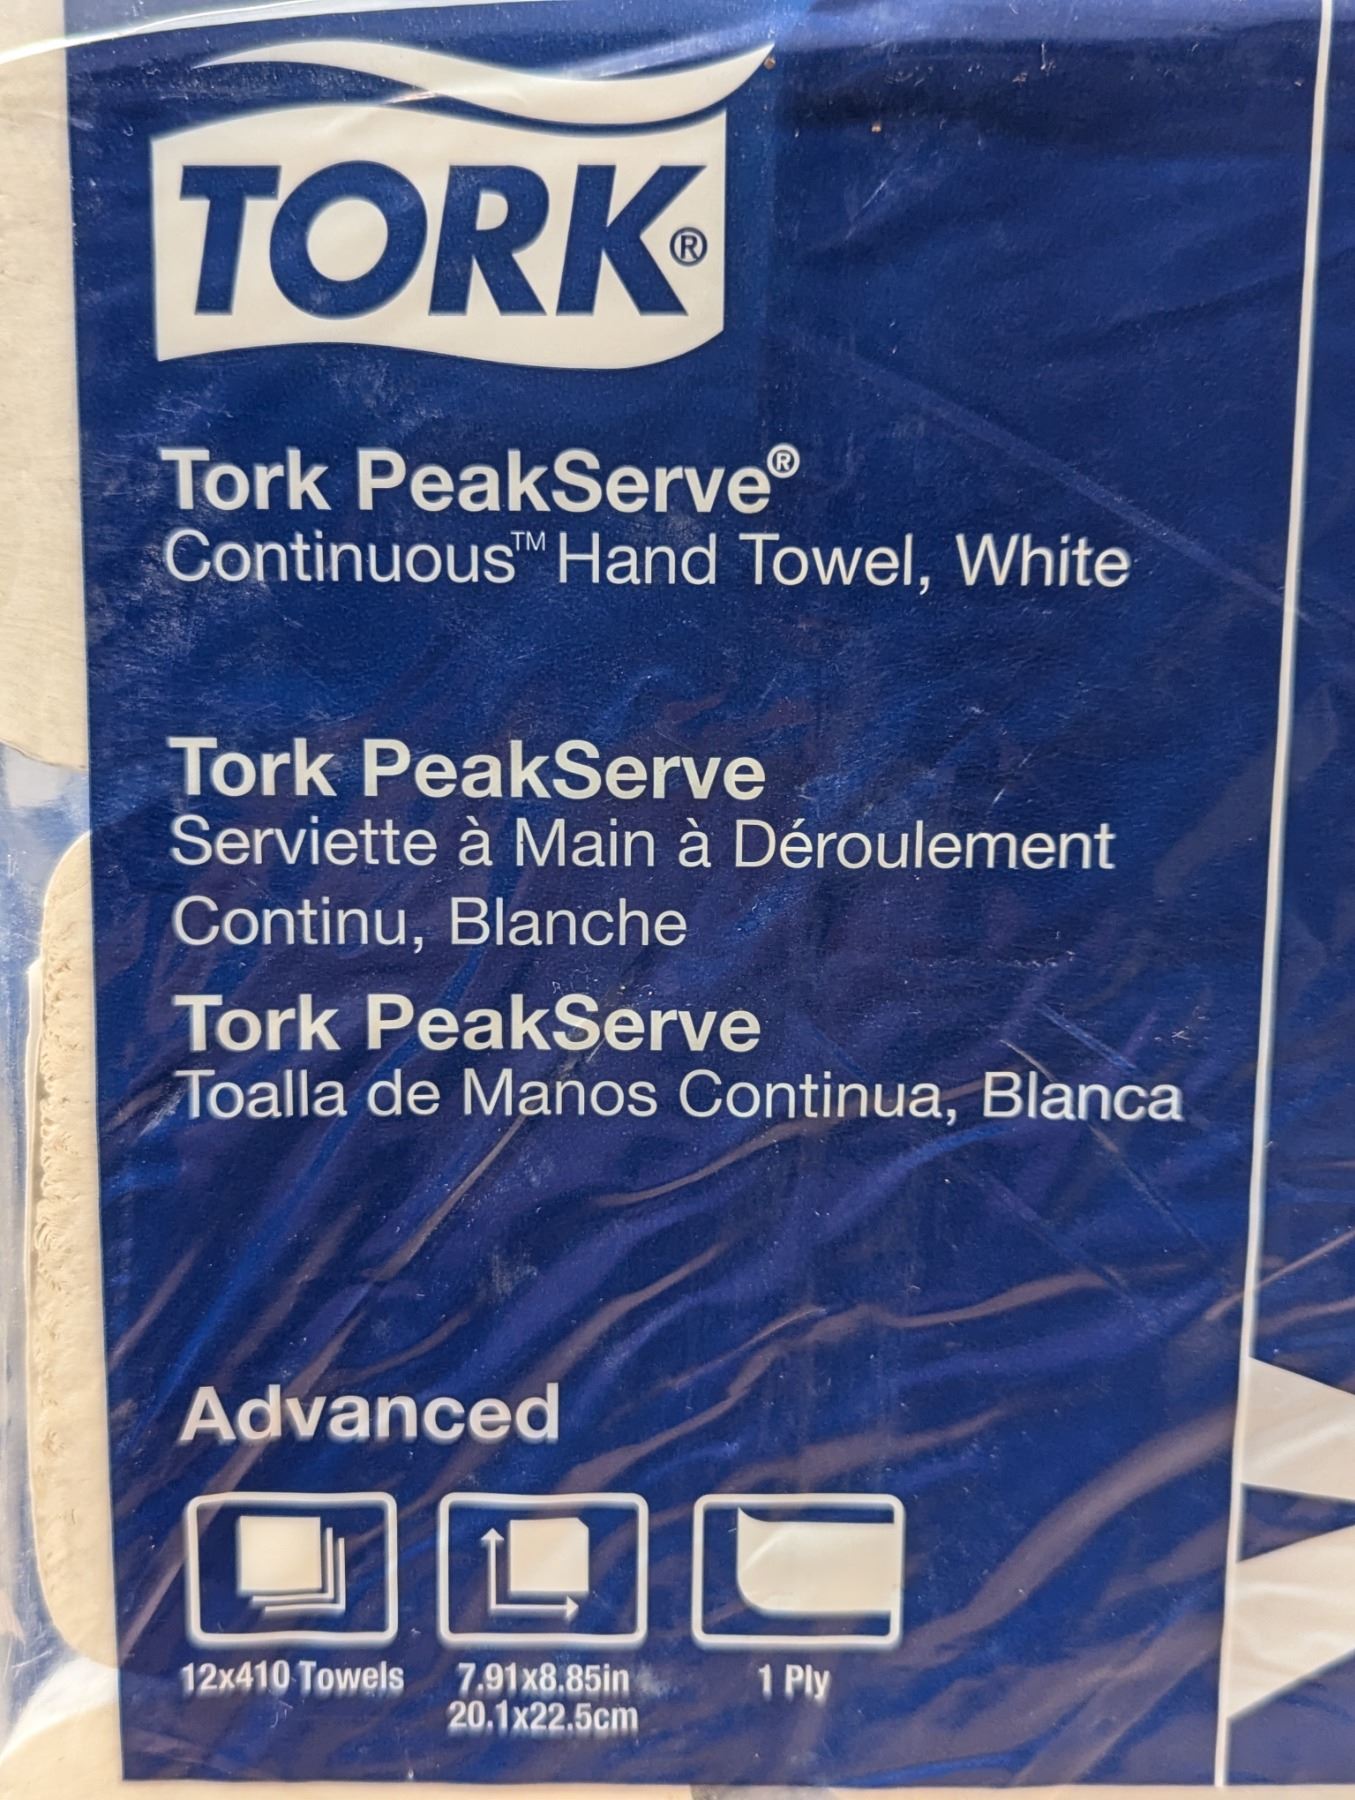 TORK®
Tork PeakServe®
Continuous™ Hand Towel, White
Tork PeakServe
Serviette à Main à Déroulement
Continu, Blanche
Tork PeakServe
Toalla de Manos Continua, Blanca
Advanced
12x410 Towels
7.91x8.85in
20.1x22.5cm
1 Ply